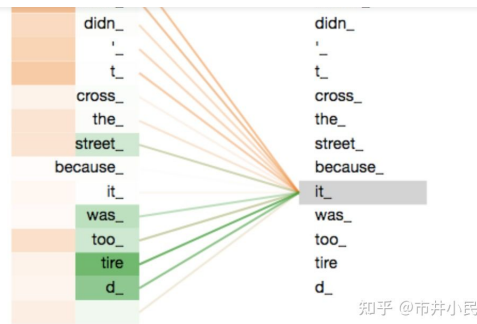 didn_ didn_
'_ '_
t_ t_
cross_ cross_
the_ the_
street_ street_
because_ because_
it_ it_
was_ was_
too_ too_
tire tire
d_ d_
知乎 @市井小民